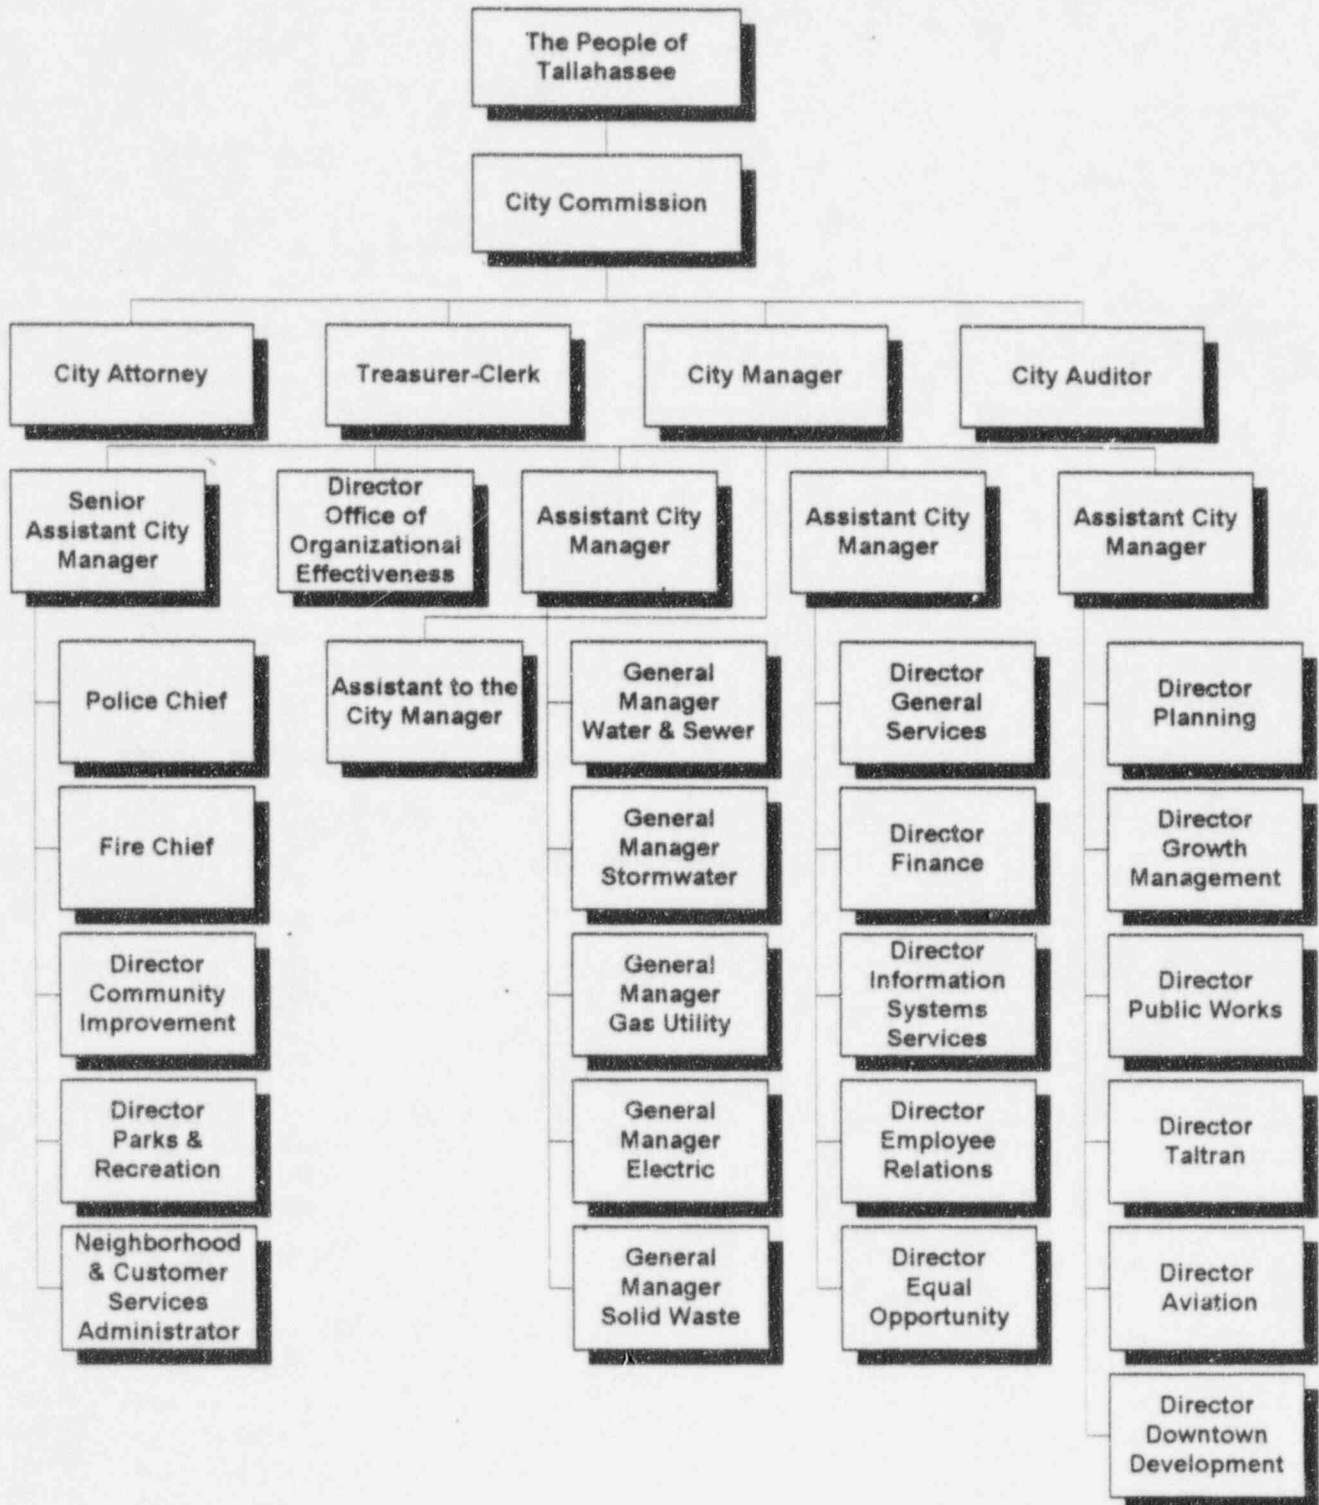 The People of
Tallahassee
City Commission
City Attorney
Treasurer-Clerk
City Manager
City Auditor
Senior
Assistant City
Manager
Director
Office of
Organizational
Effectiveness
Assistant City
Manager
Assistant City
Manager
Assistant City
Manager
Police Chief
Assistant to the
City Manager
General
Manager
Water & Sewer
Director
General
Services
Director
Planning
Fire Chief
General
Manager
Stormwater
Director
Finance
Director
Growth
Management
Director
Community
Improvement
General
Manager
Gas Utility
Director
Information
Systems
Services
Director
Public Works
Director
Parks &
Recreation
General
Manager
Electric
Director
Employee
Relations
Director
Taltran
Neighborhood
& Customer
Services
Administrator
General
Manager
Solid Waste
Director
Equal
Opportunity
Director
Aviation
Director
Downtown
Development